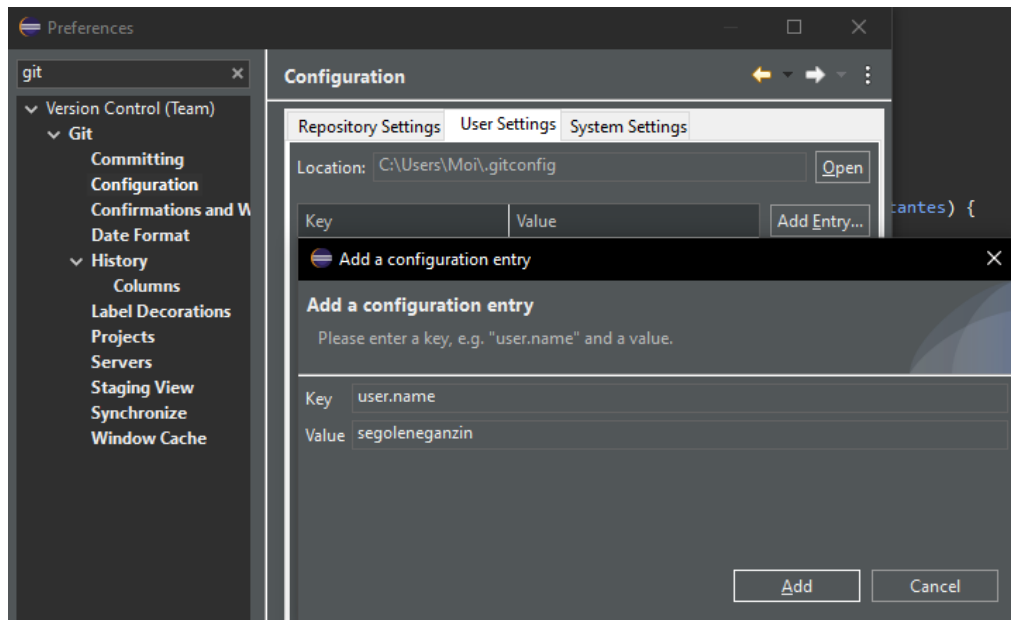 Preferences
git
Version Control (Team)
Git
Committing
Configuration
Confirmations and W
Date Format
History
Columns
Label Decorations
Projects
Servers
Staging View
Synchronize
Window Cache
Configuration
Repository Settings User Settings System Settings
Location: C:\Users\Moi\.gitconfig Open
Key Value Add Entry...
tantes) {
Add a configuration entry
Add a configuration entry
Please enter a key, e.g. "user.name" and a value.
Key user.name
Value segoleneganzin
Add Cancel